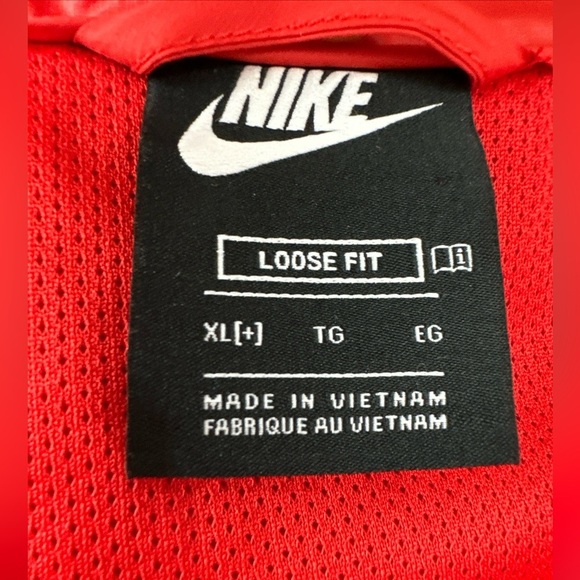 NIKE
LOOSE FIT
XL[+] TG EG
MADE IN VIETNAM
FABRIQUE AU VIETNAM